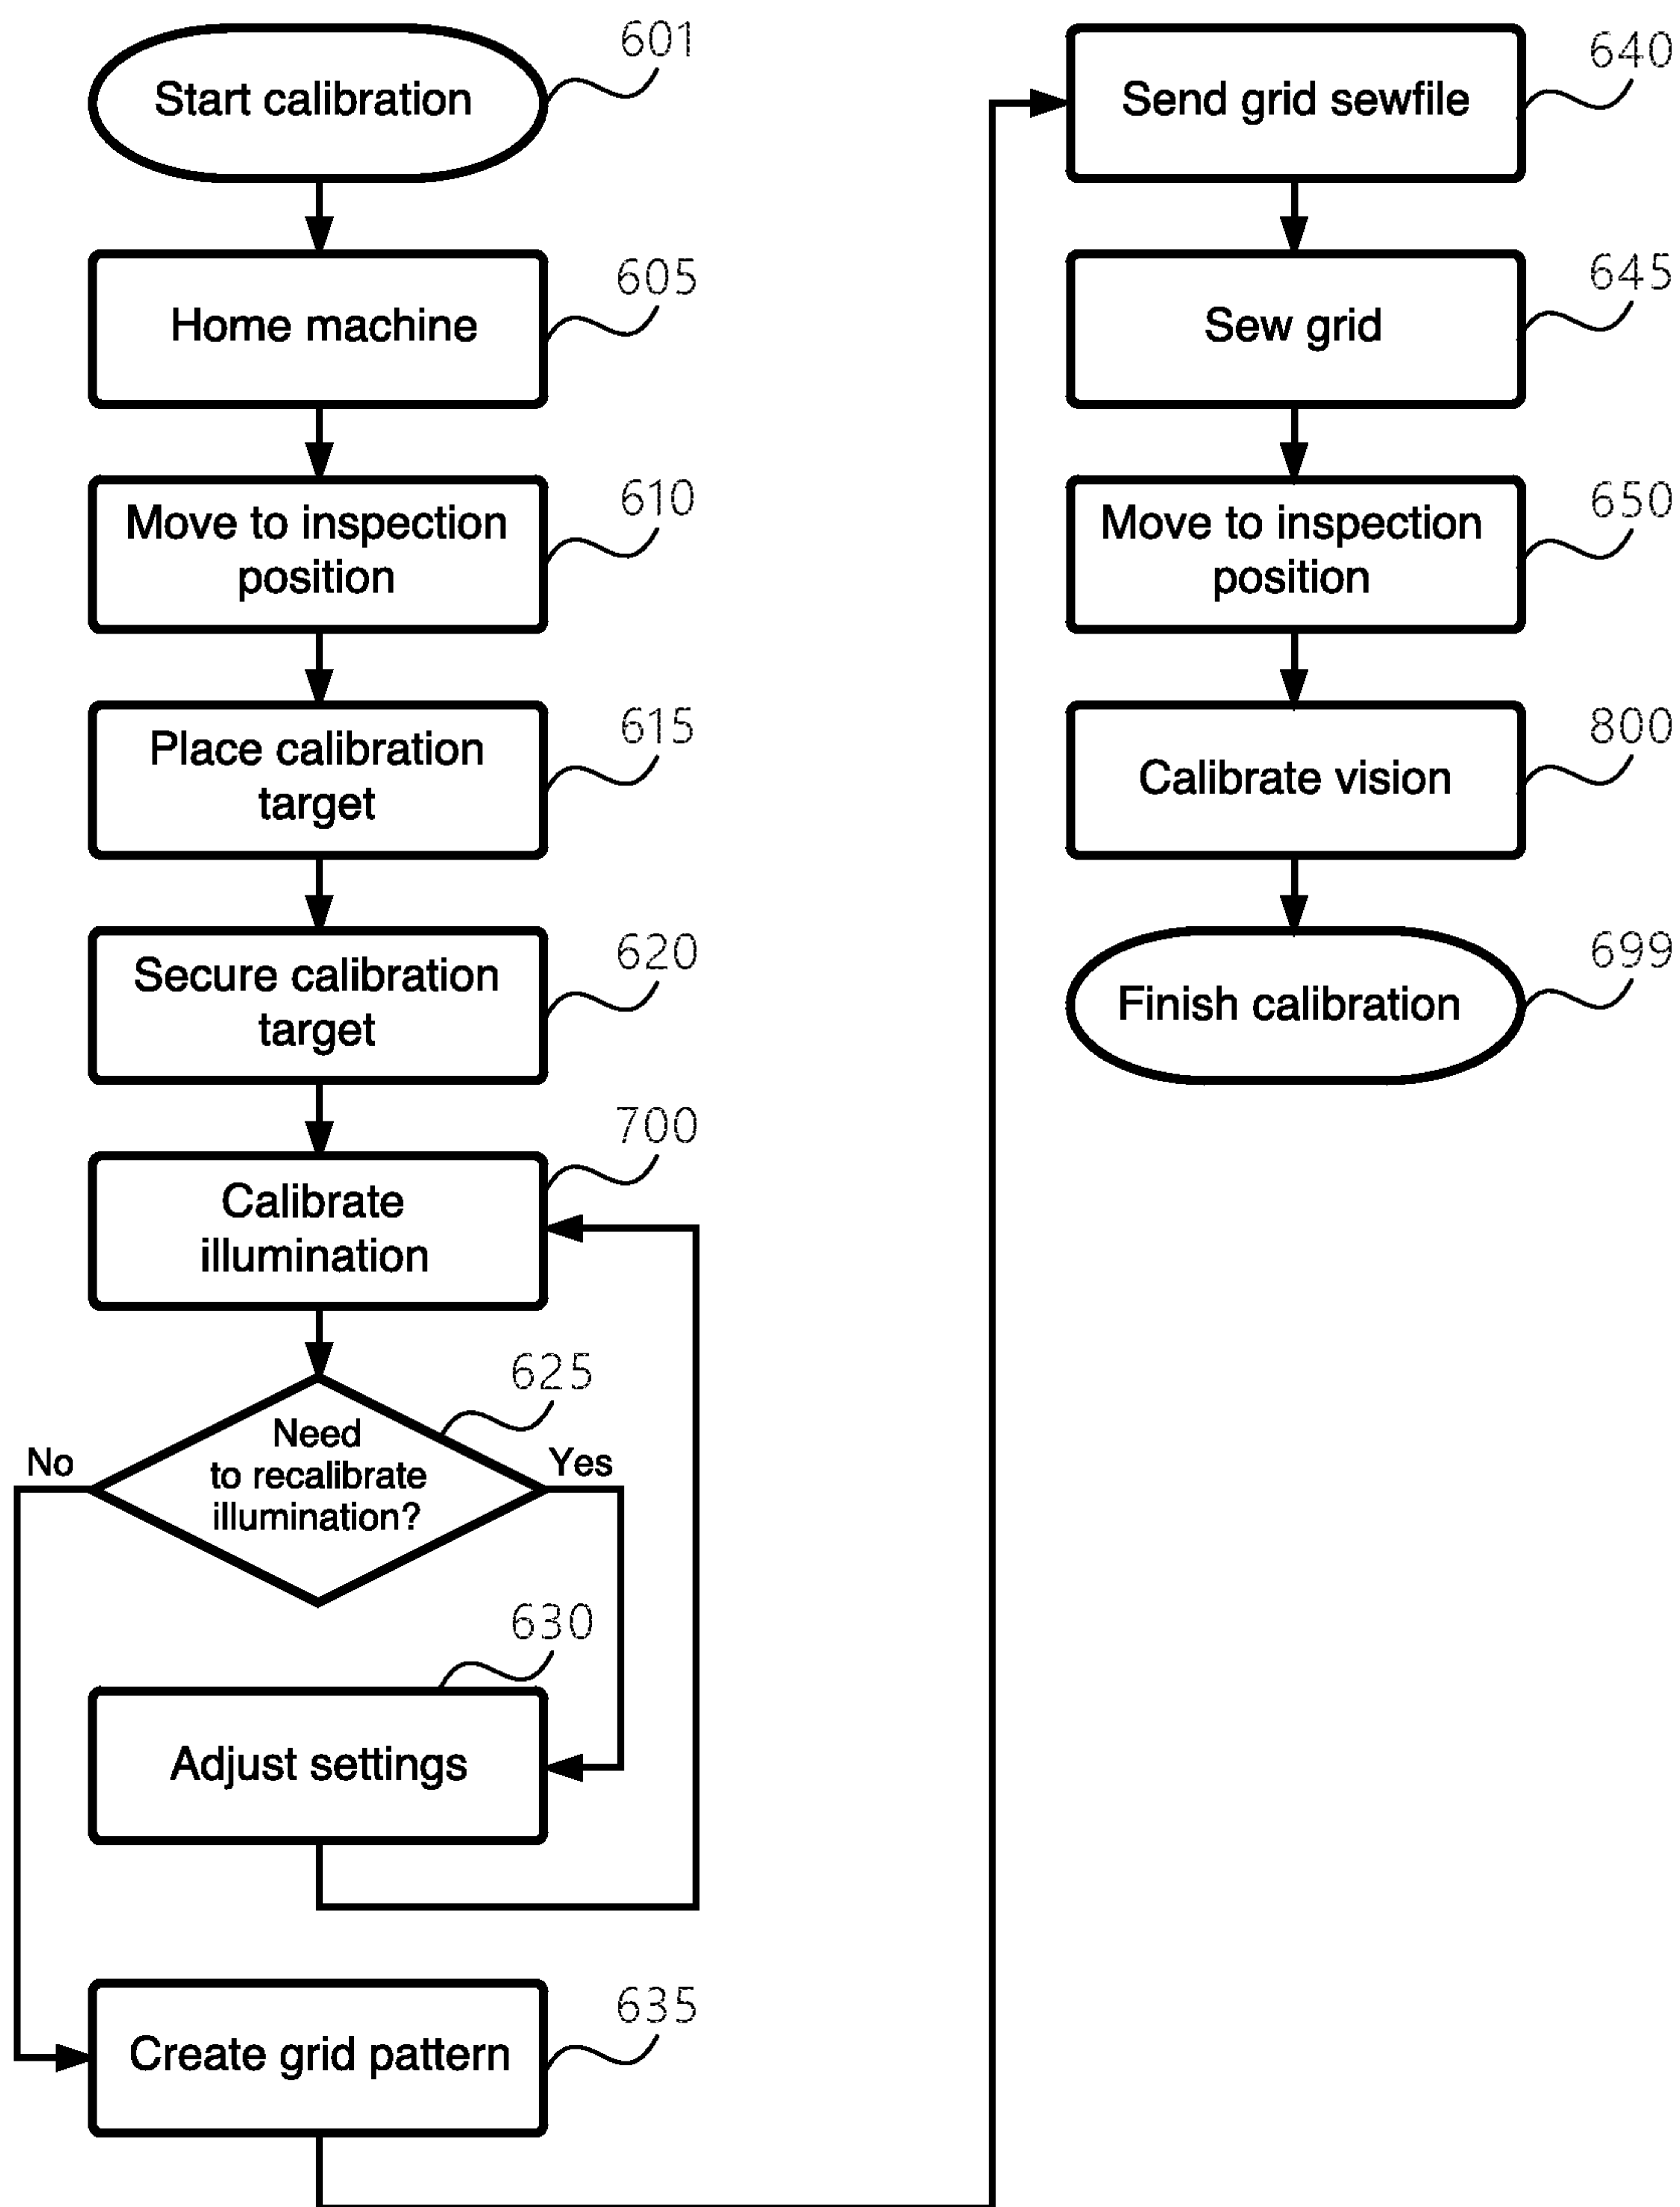 Start calibration
601
Home machine
605
Move to inspection
position
610
Place calibration
target
615
Secure calibration
target
620
Calibrate
illumination
700
Need
to recalibrate
illumination?
625
No
Yes
Adjust settings
630
Create grid pattern
635
Send grid sewfile
640
Sew grid
645
Move to inspection
position
650
Calibrate vision
800
Finish calibration
699